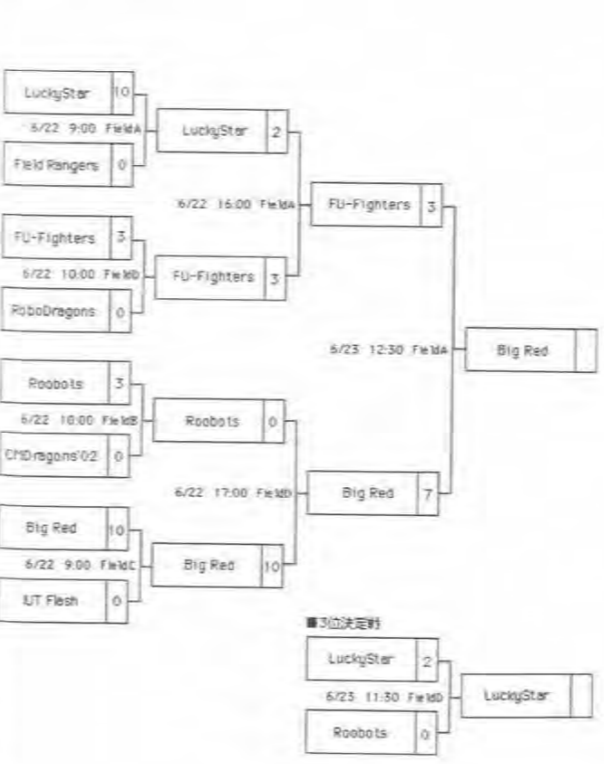 LuckyStar 10
6/22 9:00 FieldA
Field Rangers 0
LuckyStar 2
FU-Fighters 3
6/22 10:00 FieldD
RoboDragons 0
6/22 16:00 FieldA
FU-Fighters 3
FU-Fighters 3
Roobots 3
6/22 10:00 FieldB
CMDragons'02 0
Roobots 0
Big Red 10
6/22 9:00 FieldC
IUT Flash 0
6/22 17:00 FieldD
Big Red 10
Big Red 7
6/23 12:30 FieldA
Big Red
■3位決定戦
LuckyStar 2
6/23 11:30 FieldD
Roobots 0
LuckyStar